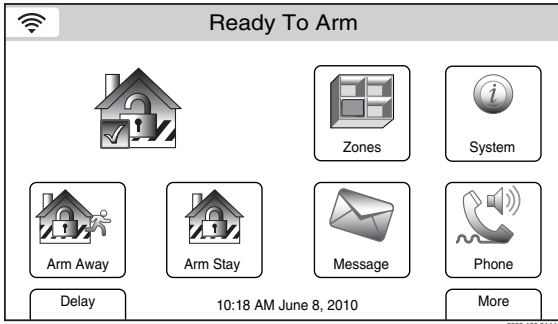 Ready To Arm
Zones
System
Arm Away
Arm Stay
Message
Phone
Delay
10:18 AM June 8, 2010
More